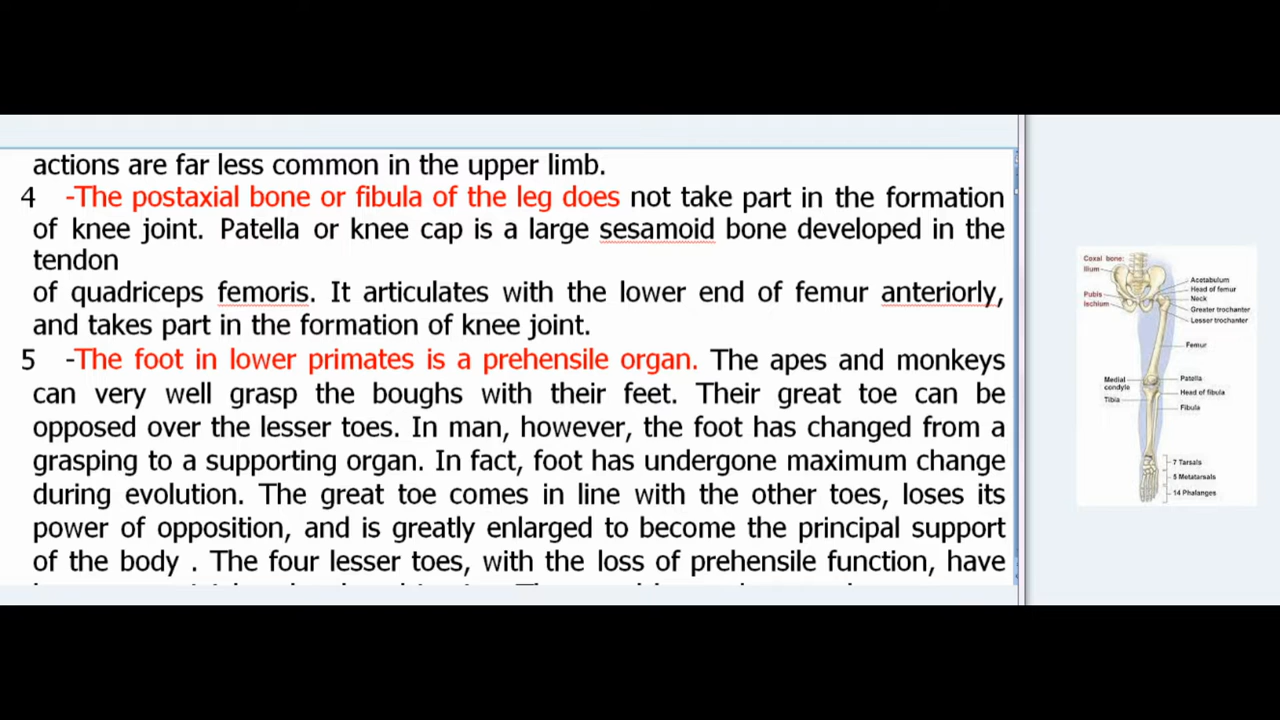 actions are far less common in the upper limb.
4 -The postaxial bone or fibula of the leg does not take part in the formation
of knee joint. Patella or knee cap is a large sesamoid bone developed in the
tendon
of quadriceps femoris. It articulates with the lower end of femur anteriorly,
and takes part in the formation of knee joint.
5 -The foot in lower primates is a prehensile organ. The apes and monkeys
can very well grasp the boughs with their feet. Their great toe can be
opposed over the lesser toes. In man, however, the foot has changed from a
grasping to a supporting organ. In fact, foot has undergone maximum change
during evolution. The great toe comes in line with the other toes, loses its
power of opposition, and is greatly enlarged to become the principal support
of the body . The four lesser toes, with the loss of prehensile function, have
Coxal bone:
Ilium
Pubis
Ischium
Medial
condyle
Tibia
Acetabulum
Head of femur
Neck
Greater trochanter
Lesser trochanter
Femur
Patella
Head of fibula
Fibula
7 Tarsals
5 Metatarsals
14 Phalanges